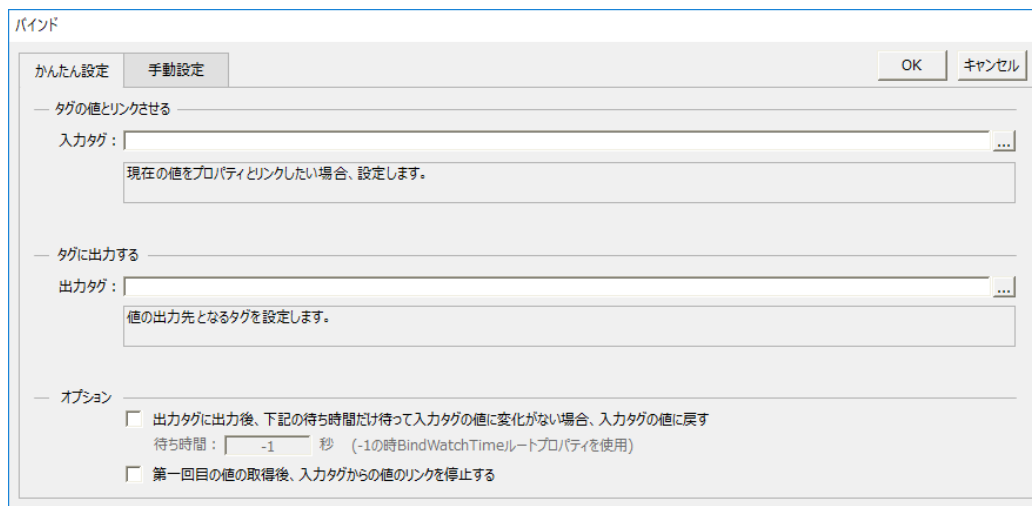 バインド
かんたん設定 手動設定 OK キャンセル
タグの値とリンクさせる
入力タグ： ...
現在の値をプロパティとリンクしたい場合、設定します。
タグに出力する
出力タグ： ...
値の出力先となるタグを設定します。
オプション
出力タグに出力後、下記の待ち時間だけ待って入力タグの値に変化がない場合、入力タグの値に戻す
待ち時間： -1 秒 (-1の時BindWatchTimeルートプロパティを使用)
第一回目の値の取得後、入力タグからの値のリンクを停止する